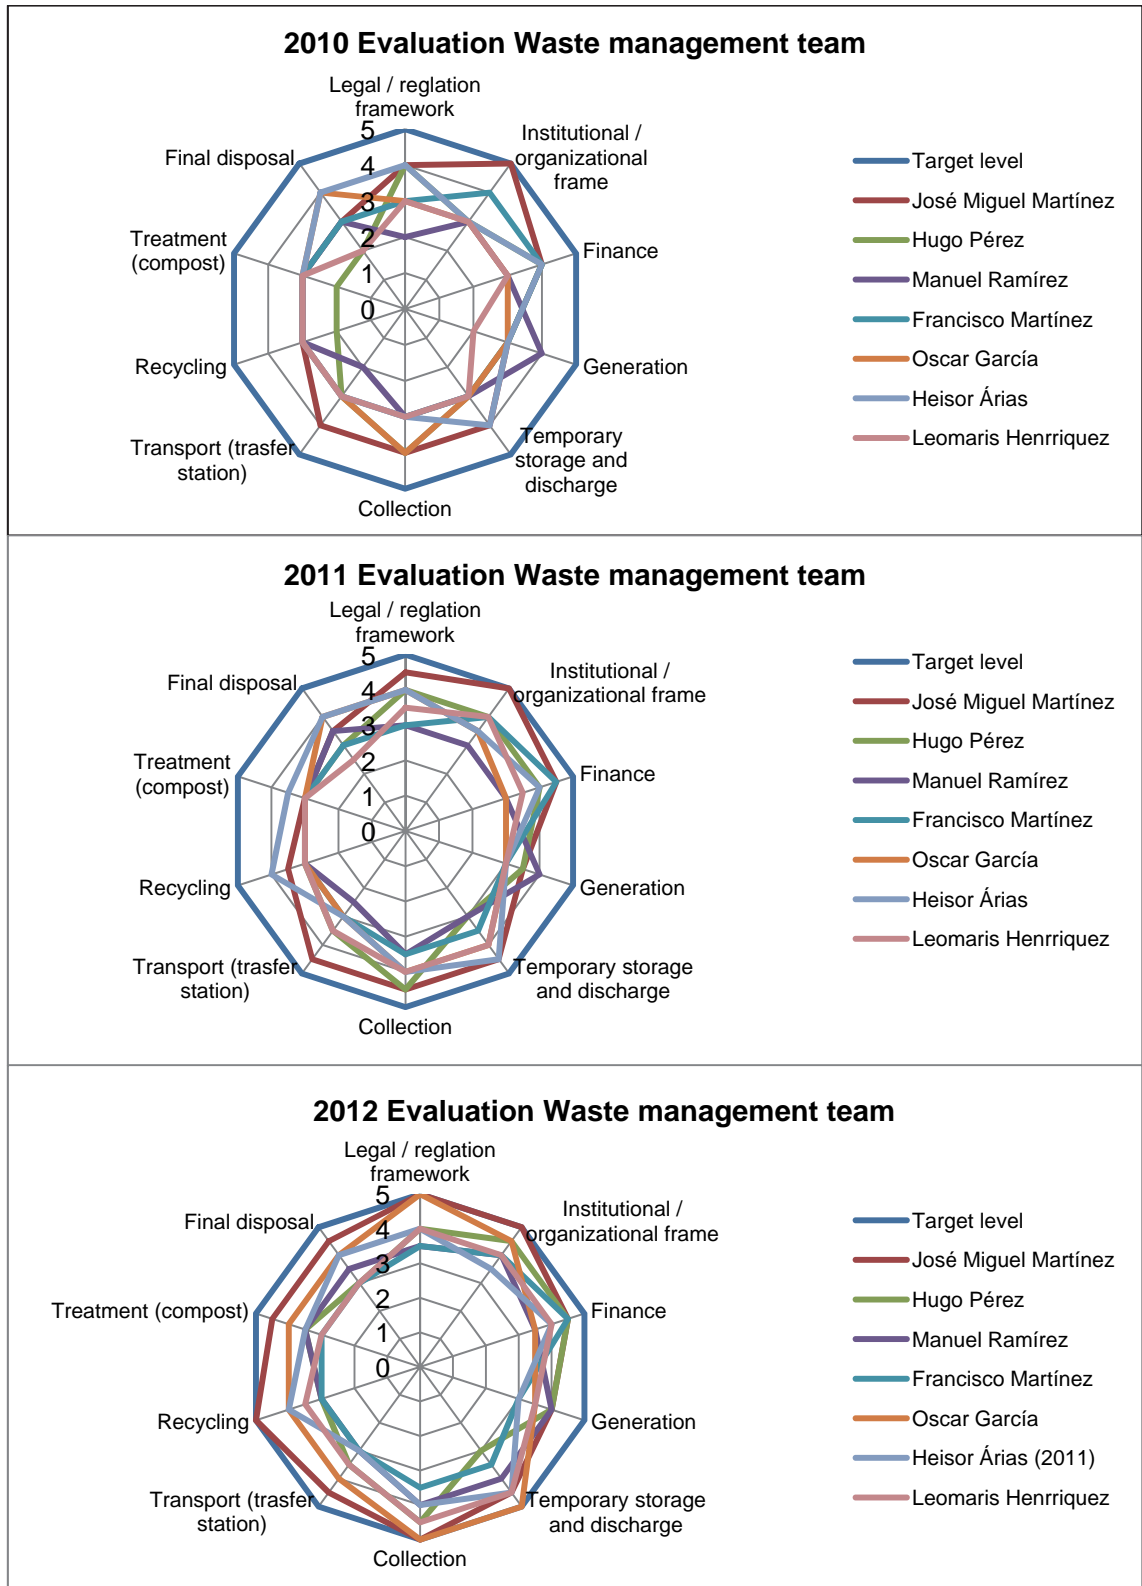 2010 Evaluation Waste management team
Legal / reglation
framework
Institutional /
organizational
frame
Finance
Generation
Temporary
storage and
discharge
Collection
Transport (trasfer
station)
Recycling
Treatment
(compost)
Final disposal
5
4
3
2
1
0
Target level
José Miguel Martínez
Hugo Pérez
Manuel Ramírez
Francisco Martínez
Oscar García
Heisor Árias
Leomaris Henrriquez
2011 Evaluation Waste management team
Legal / reglation
framework
Institutional /
organizational frame
Finance
Generation
Temporary storage
and discharge
Collection
Transport (trasfer
station)
Recycling
Treatment
(compost)
Final disposal
5
4
3
2
1
0
Target level
José Miguel Martínez
Hugo Pérez
Manuel Ramírez
Francisco Martínez
Oscar García
Heisor Árias
Leomaris Henrriquez
2012 Evaluation Waste management team
Legal / reglation
framework
Institutional /
organizational frame
Finance
Generation
Temporary storage
and discharge
Collection
Transport (trasfer
station)
Recycling
Treatment (compost)
Final disposal
5
4
3
2
1
0
Target level
José Miguel Martínez
Hugo Pérez
Manuel Ramírez
Francisco Martínez
Oscar García
Heisor Árias (2011)
Leomaris Henrriquez